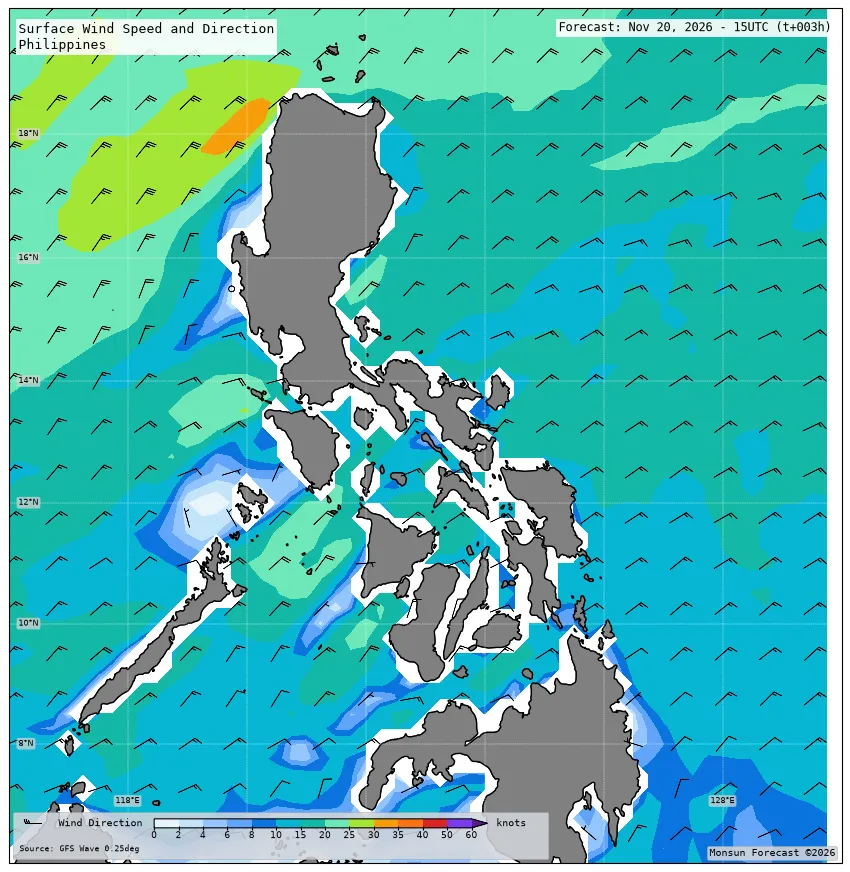 Surface Wind Speed and Direction
Philippines
Forecast: Nov 20, 2026 - 15UTC (t+003h)
18°N
16°N
14°N
12°N
10°N
8°N
118°E
128°E
Wind Direction
0 2 4 6 8 10 15 20 25 30 35 40 50 60
knots
Source: GFS Wave 0.25deg
Monsun Forecast ©2026